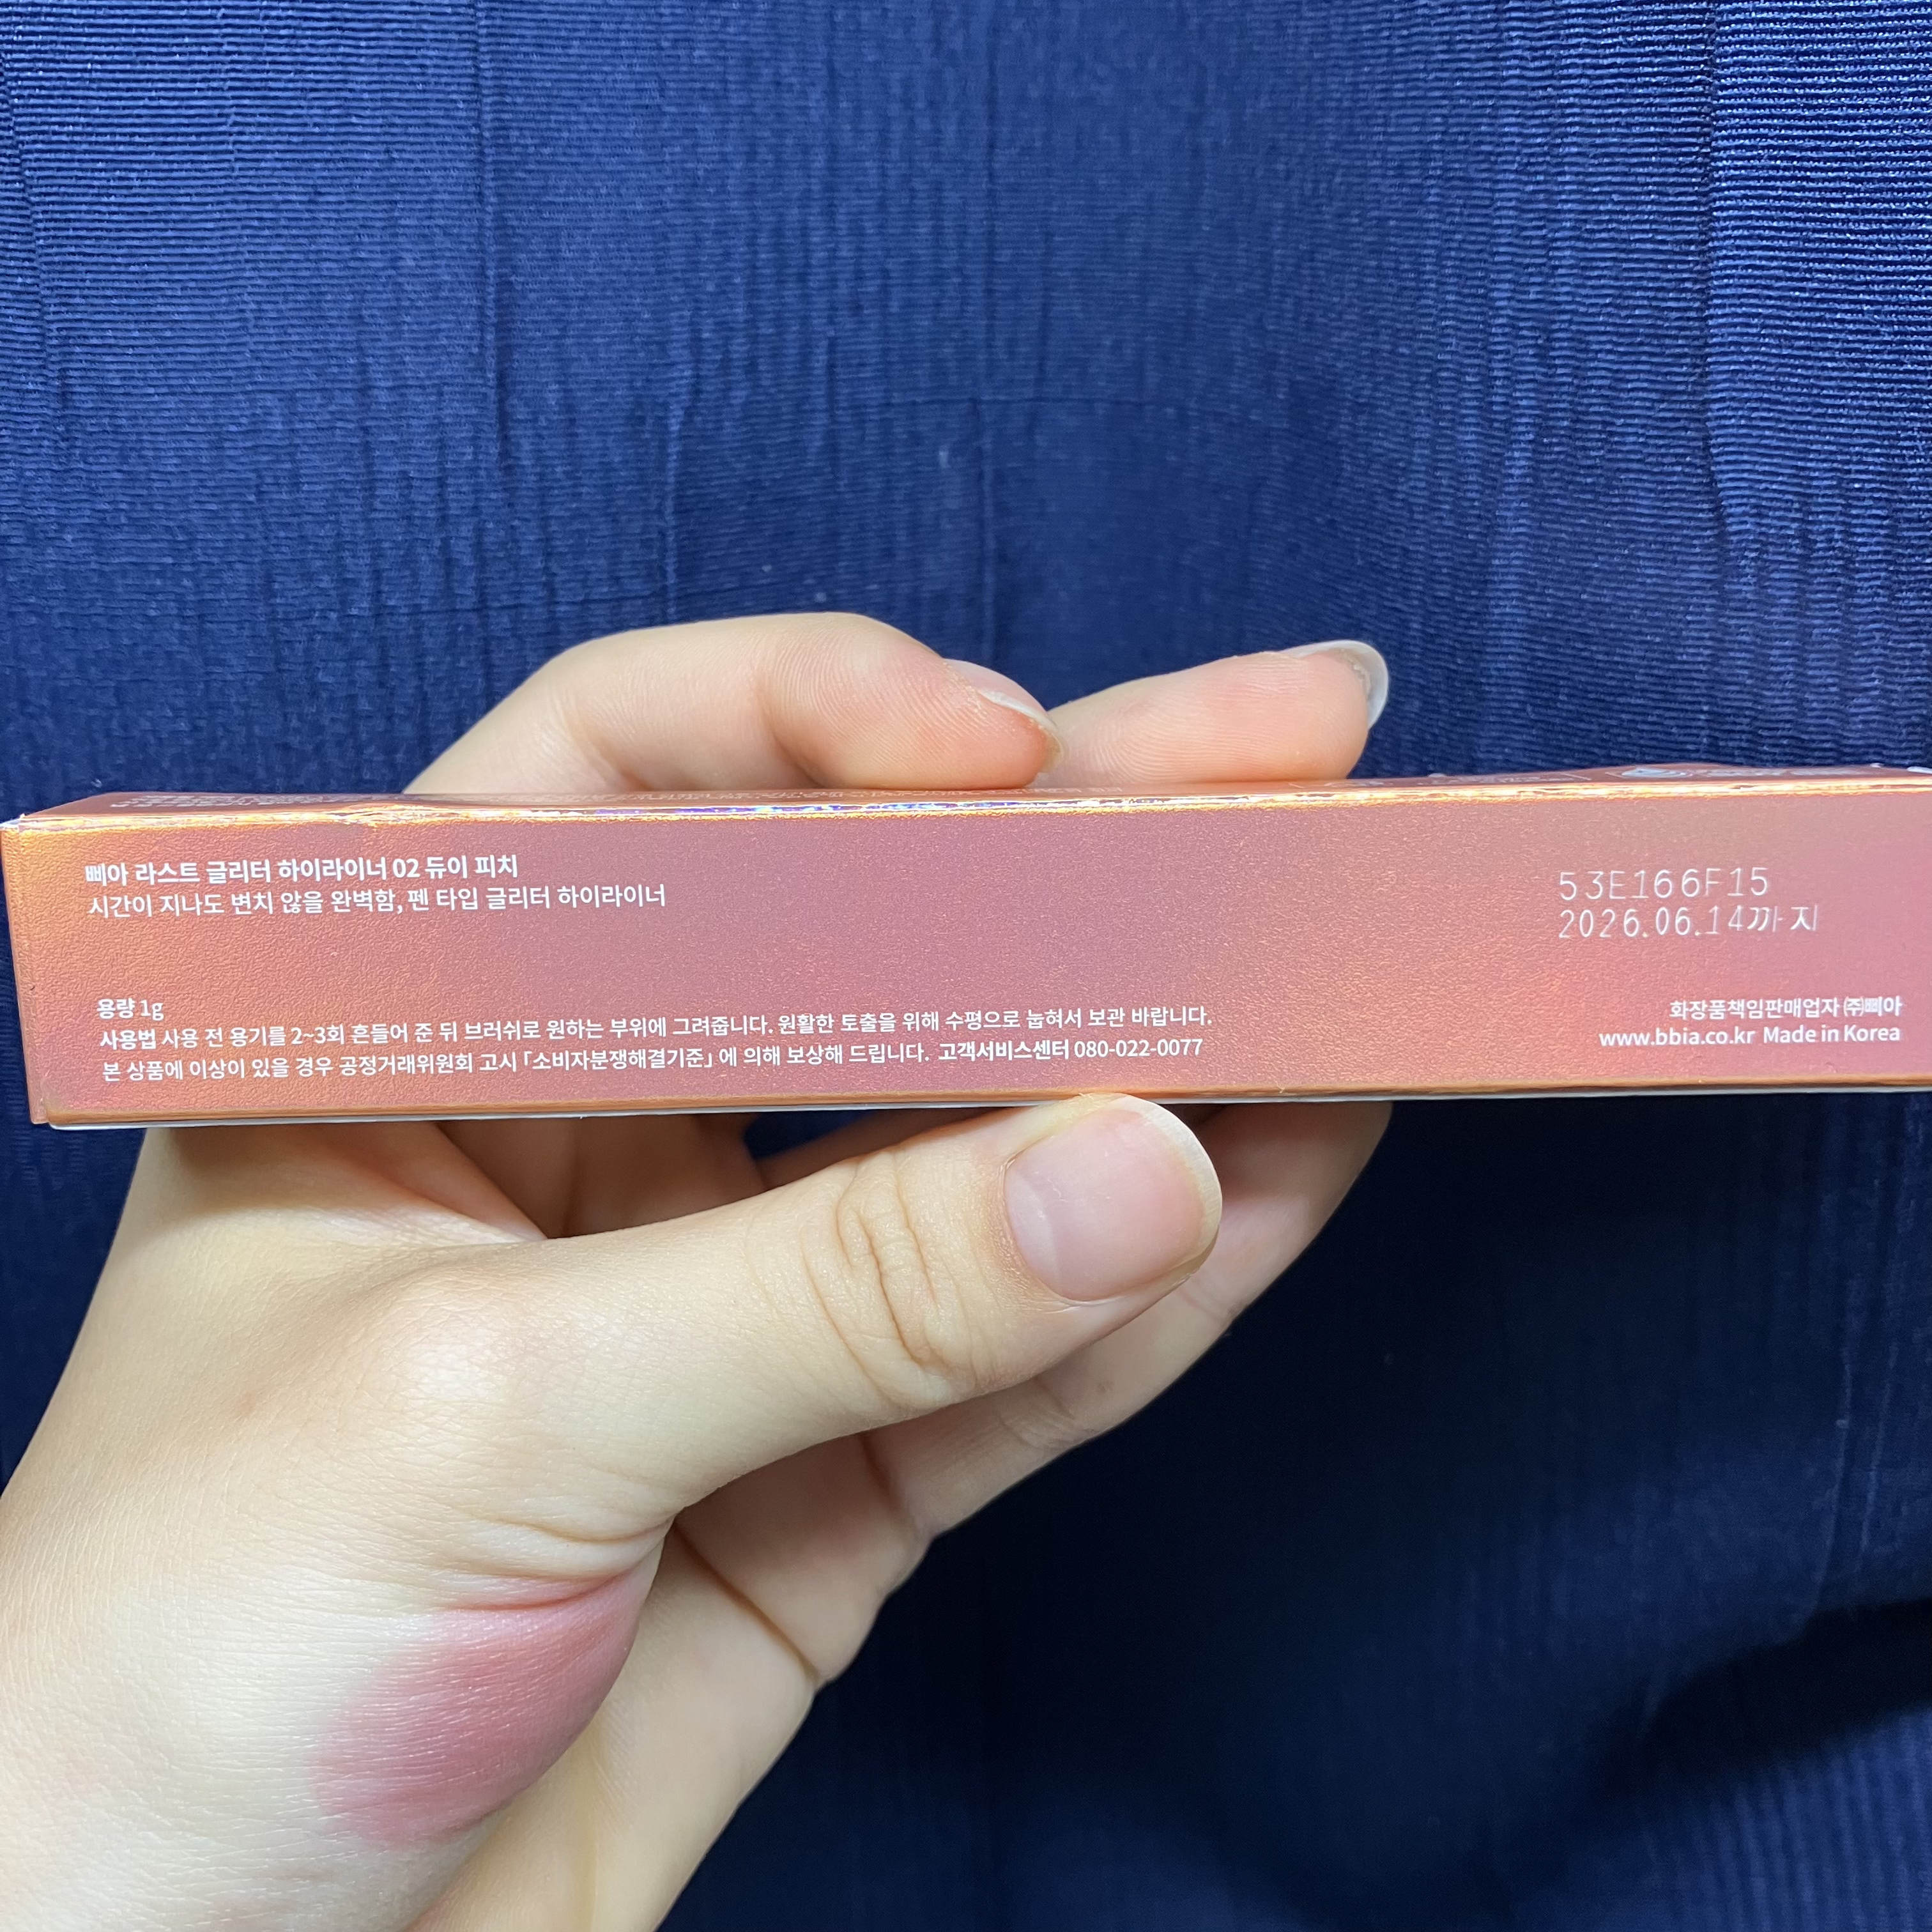 삐아 라스트 글리터 하이라이너 02 듀이 피치
시간이 지나도 변치 않을 완벽함, 펜 타입 글리터 하이라이너
53E166F15
2026.06.14까지
용량 1g
사용법 사용 전 용기를 2~3회 흔들어 준 뒤 브러쉬로 원하는 부위에 그려줍니다. 원활한 토출을 위해 수평으로 눕혀서 보관 바랍니다.
본 상품에 이상이 있을 경우 공정거래위원회 고시 「소비자분쟁해결기준」에 의해 보상해 드립니다. 고객서비스센터 080-022-0077
화장품책임판매업자 ㈜삐아
www.bbia.co.kr Made in Korea